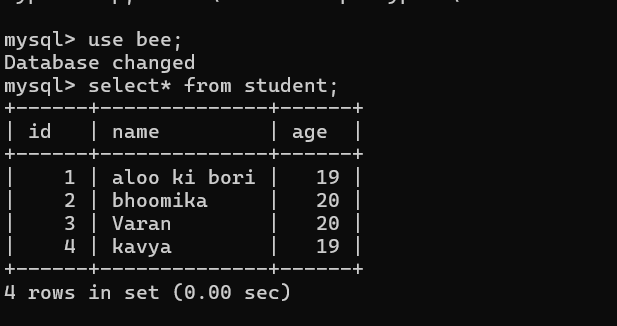 mysql> use bee;
Database changed
mysql> select* from student;
+------+--------------+------+
| id   | name         | age  |
+------+--------------+------+
|    1 | aloo ki bori |   19 |
|    2 | bhoomika     |   20 |
|    3 | Varan        |   20 |
|    4 | kavya        |   19 |
+------+--------------+------+
4 rows in set (0.00 sec)